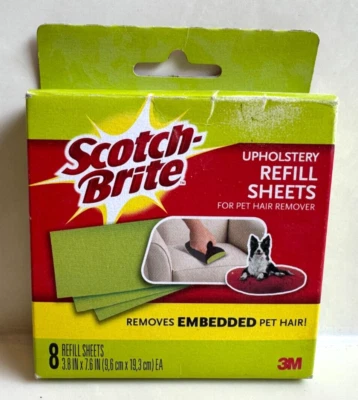 Scotch-
Brite
UPHOLSTERY
REFILL
SHEETS
FOR PET HAIR REMOVER
REMOVES EMBEDDED PET HAIR!
8 REFILL SHEETS
3.8 IN x 7.6 IN (9,6 cm x 19,3 cm) EA
3M